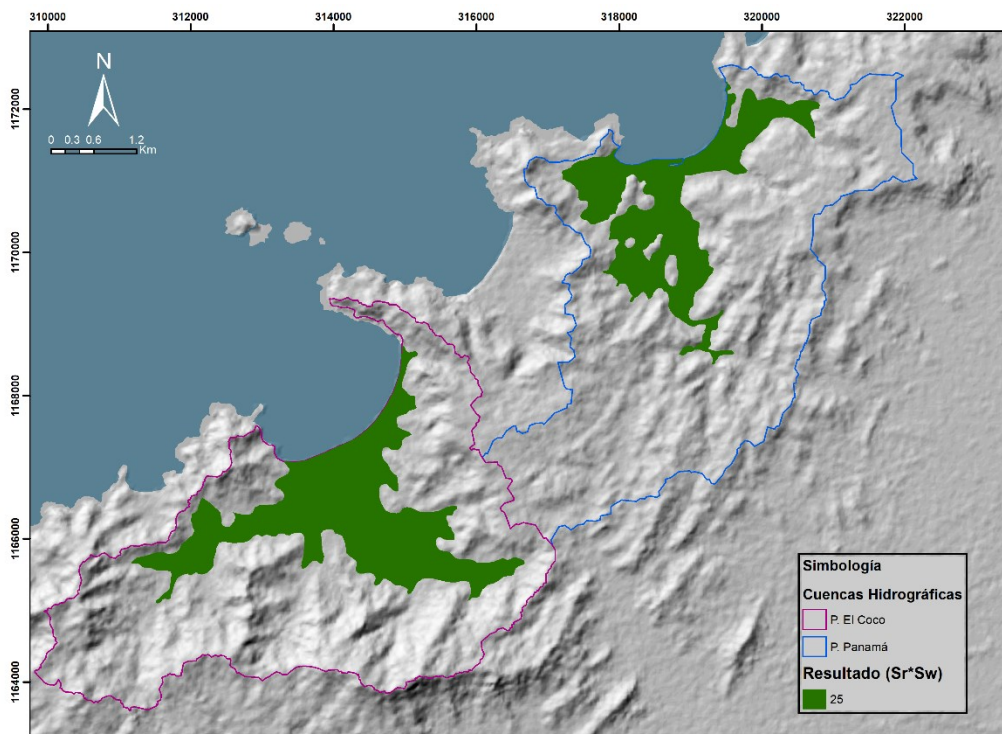 310000 312000 314000 316000 318000 320000 322000
N
0 0.3 0.6 1.2
Km
1172000
1170000
1168000
1166000
1164000
Simbología
Cuencas Hidrográficas
P. El Coco
P. Panamá
Resultado (Sr*Sw)
25